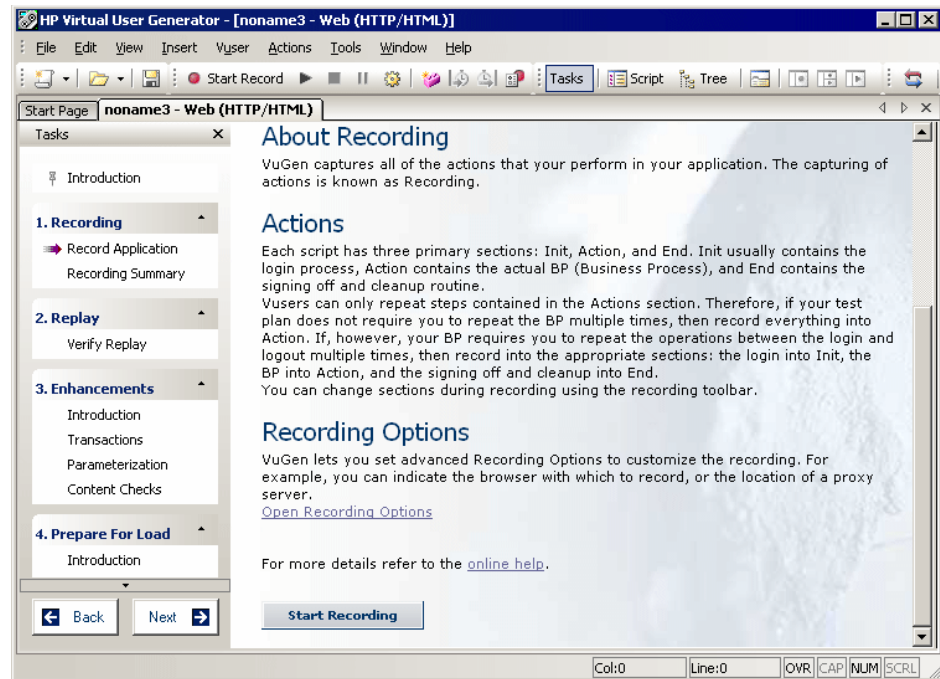 HP Virtual User Generator - [noname3 - Web (HTTP/HTML)]
File Edit View Insert Vuser Actions Tools Window Help
Start Record Tasks Script Tree
Start Page noname3 - Web (HTTP/HTML)
Tasks
Introduction
1. Recording
Record Application
Recording Summary
2. Replay
Verify Replay
3. Enhancements
Introduction
Transactions
Parameterization
Content Checks
4. Prepare For Load
Introduction
Back Next
About Recording
VuGen captures all of the actions that your perform in your application. The capturing of
actions is known as Recording.
Actions
Each script has three primary sections: Init, Action, and End. Init usually contains the
login process, Action contains the actual BP (Business Process), and End contains the
signing off and cleanup routine.
Vusers can only repeat steps contained in the Actions section. Therefore, if your test
plan does not require you to repeat the BP multiple times, then record everything into
Action. If, however, your BP requires you to repeat the operations between the login and
logout multiple times, then record into the appropriate sections: the login into Init, the
BP into Action, and the signing off and cleanup into End.
You can change sections during recording using the recording toolbar.
Recording Options
VuGen lets you set advanced Recording Options to customize the recording. For
example, you can indicate the browser with which to record, or the location of a proxy
server.
Open Recording Options
For more details refer to the online help.
Start Recording
Col:0 Line:0 OVR CAP NUM SCRL